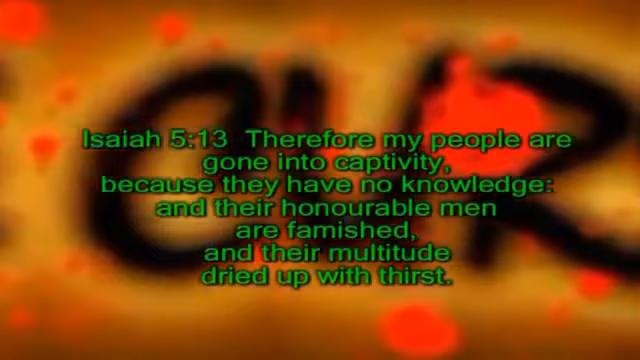 OUR
Isaiah 5:13 Therefore my people are
gone into captivity,
because they have no knowledge:
and their honourable men
are famished,
and their multitude
dried up with thirst.